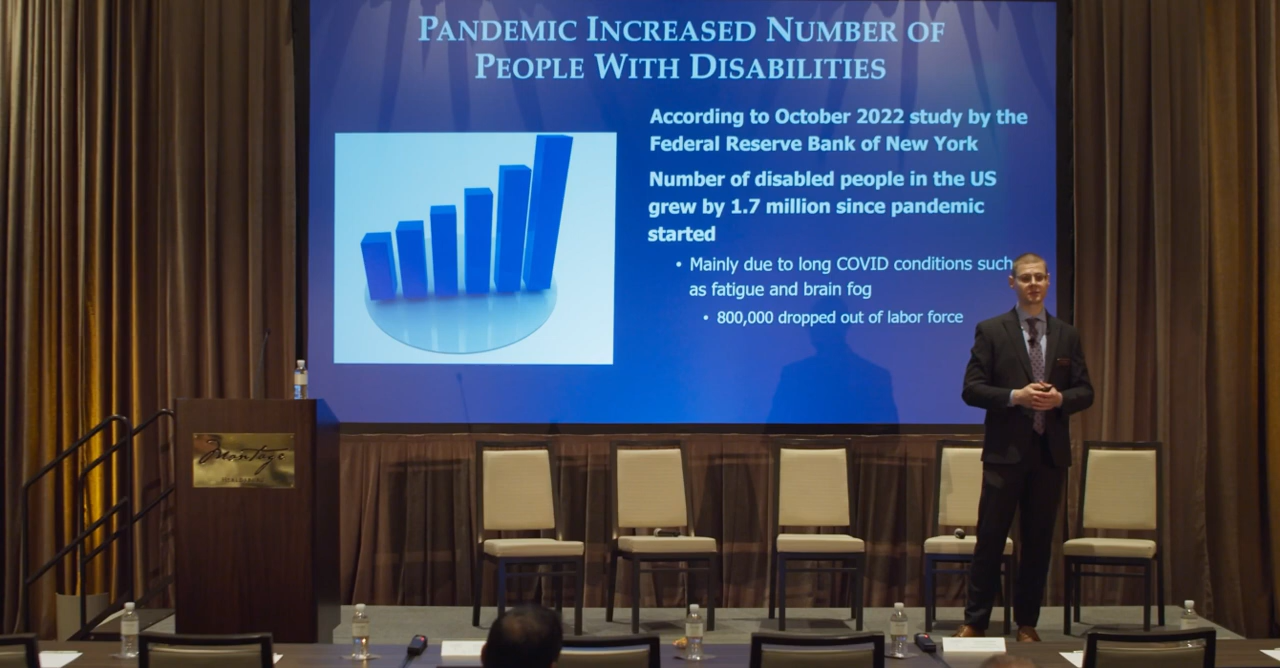 PANDEMIC INCREASED NUMBER OF
PEOPLE WITH DISABILITIES
According to October 2022 study by the
Federal Reserve Bank of New York
Number of disabled people in the US
grew by 1.7 million since pandemic
started
• Mainly due to long COVID conditions such
as fatigue and brain fog
• 800,000 dropped out of labor force
Montage